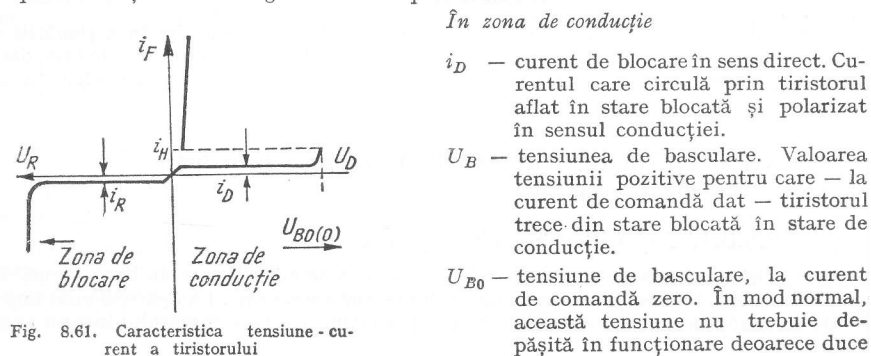 i_F
i_H
U_R
U_D
i_R
i_D
U_B0(0)
Zona de
blocare
Zona de
conducție
Fig. 8.61. Caracteristica tensiune - cu-
rent a tiristorului
În zona de conducție
i_D — curent de blocare în sens direct. Cu-
rentul care circulă prin tiristorul
aflat în stare blocată și polarizat
în sensul conducției.
U_B — tensiunea de basculare. Valoarea
tensiunii pozitive pentru care — la
curent de comandă dat — tiristorul
trece din stare blocată în stare de
conducție.
U_B0 — tensiune de basculare, la curent
de comandă zero. În mod normal,
această tensiune nu trebuie de-
pășită în funcționare deoarece duce